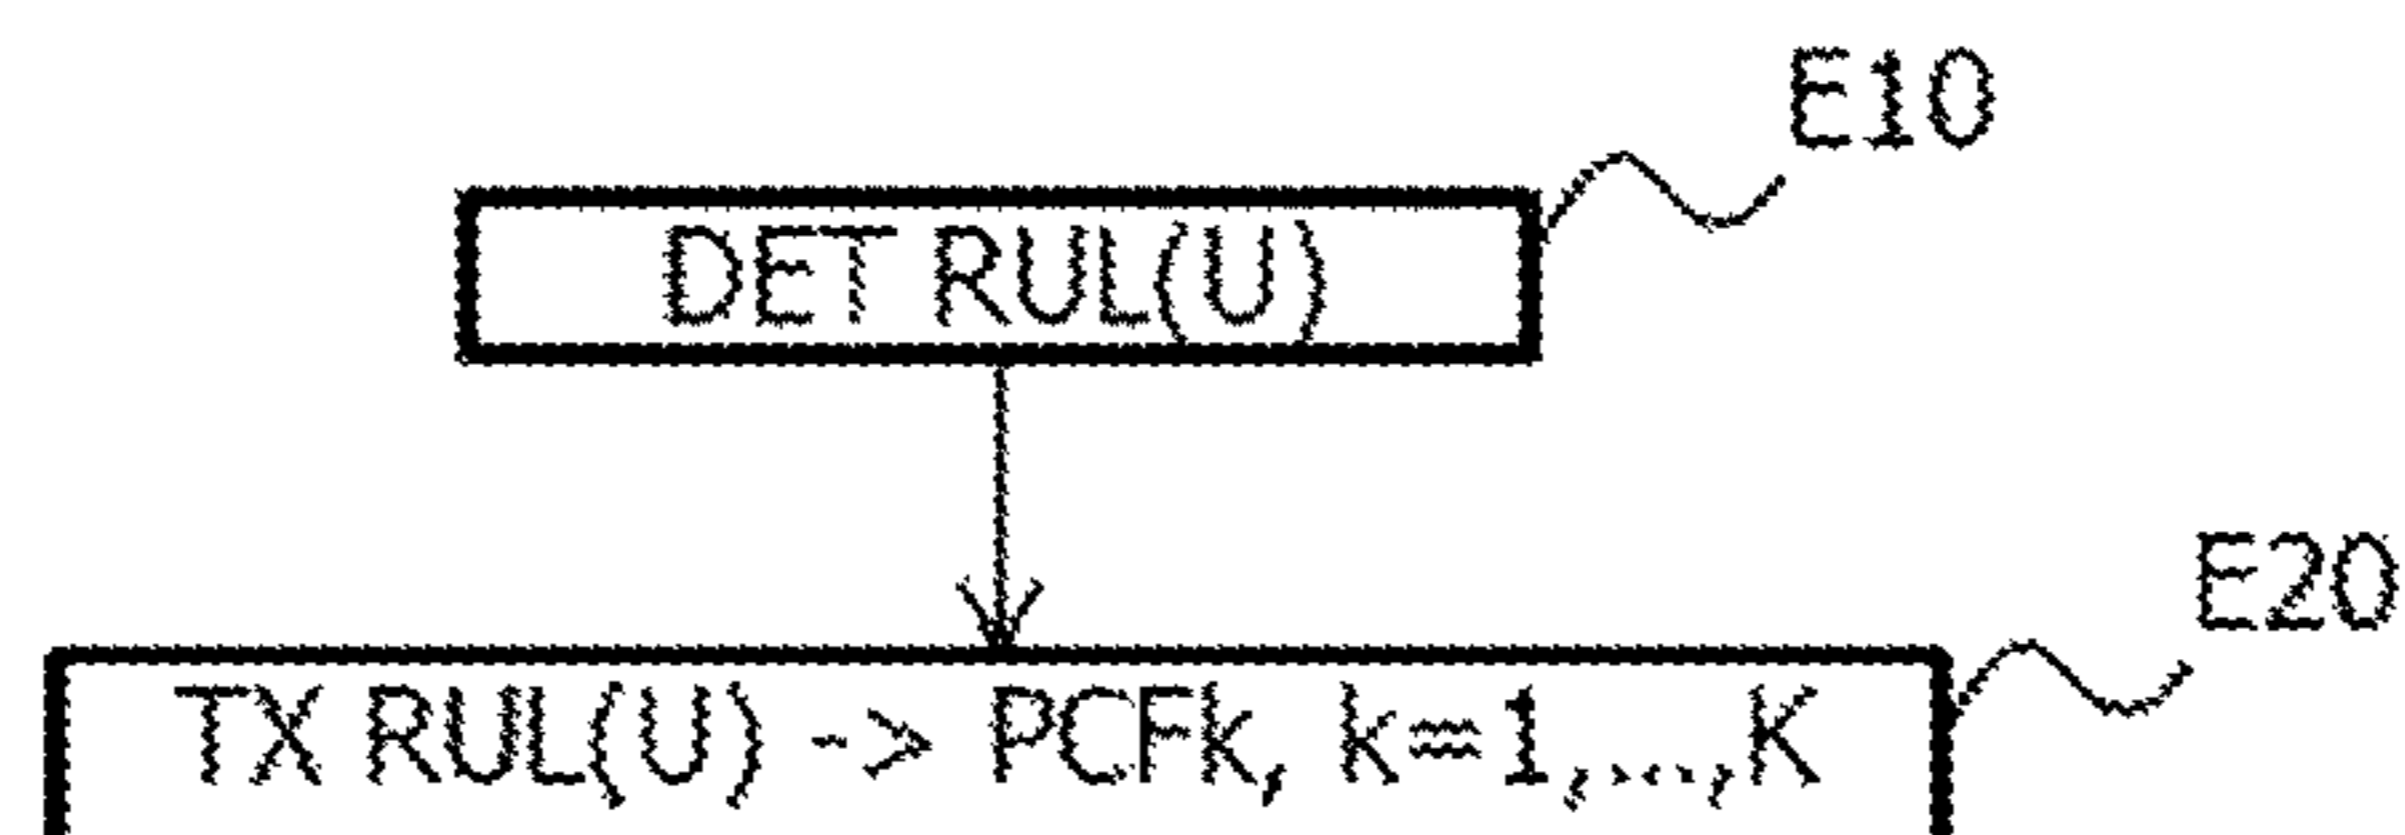 E10
DET RUL(U)
E20
TX RUL(U) -> PCFk, k=1,...,K